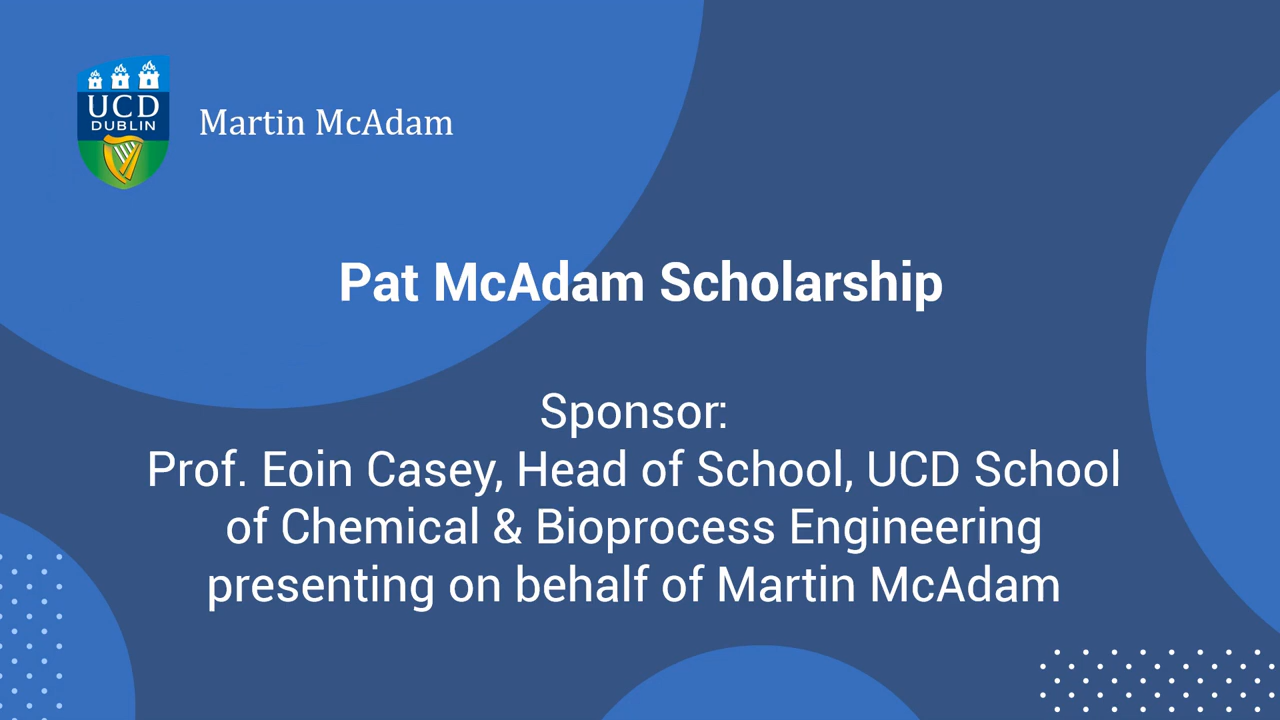 UCD
DUBLIN
Martin McAdam
Pat McAdam Scholarship
Sponsor:
Prof. Eoin Casey, Head of School, UCD School
of Chemical & Bioprocess Engineering
presenting on behalf of Martin McAdam